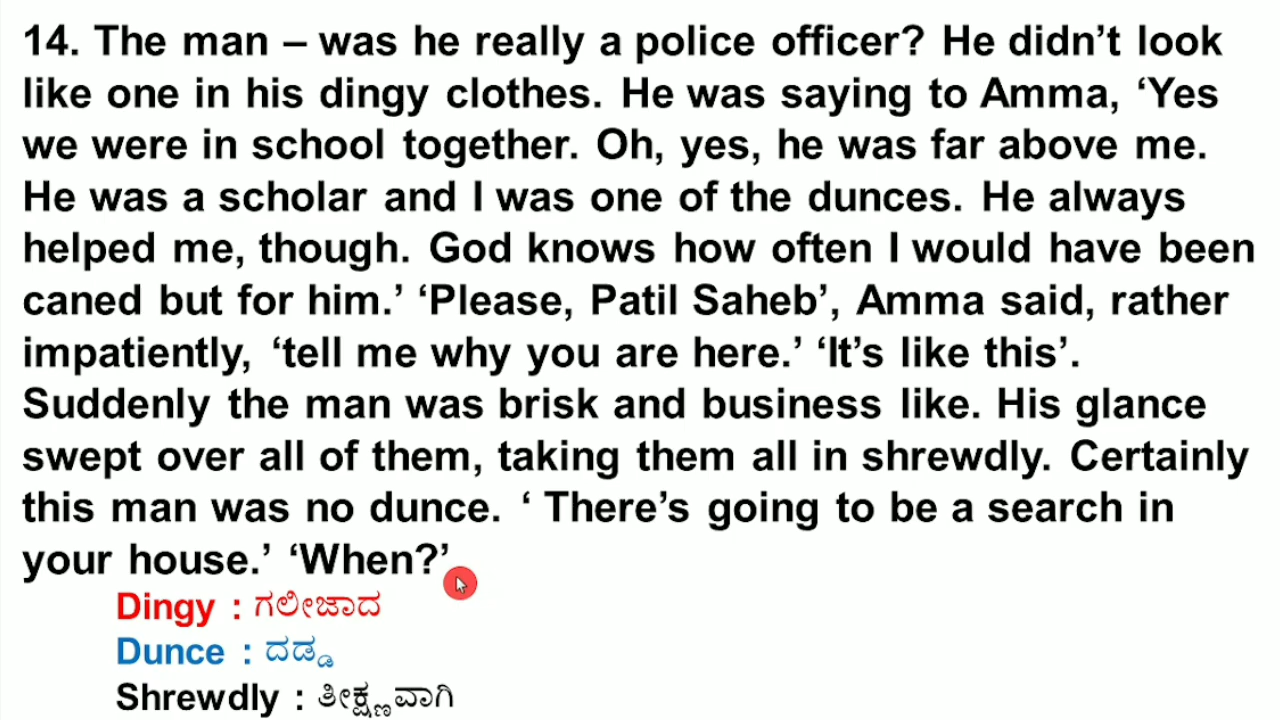 14. The man – was he really a police officer? He didn’t look
like one in his dingy clothes. He was saying to Amma, ‘Yes
we were in school together. Oh, yes, he was far above me.
He was a scholar and I was one of the dunces. He always
helped me, though. God knows how often I would have been
caned but for him.’ ‘Please, Patil Saheb’, Amma said, rather
impatiently, ‘tell me why you are here.’ ‘It’s like this’.
Suddenly the man was brisk and business like. His glance
swept over all of them, taking them all in shrewdly. Certainly
this man was no dunce. ‘ There’s going to be a search in
your house.’ ‘When?’
Dingy : ಗಲೀಜಾದ
Dunce : ದಡ್ಡ
Shrewdly : ತೀಕ್ಷ್ಣವಾಗಿ